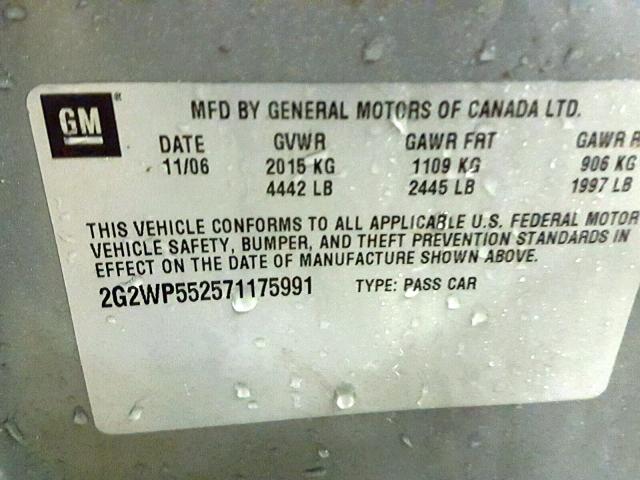 GM
MFD BY GENERAL MOTORS OF CANADA LTD.
DATE GVWR GAWR FRT GAWR R
11/06 2015 KG 1109 KG 906 KG
4442 LB 2445 LB 1997 LB
THIS VEHICLE CONFORMS TO ALL APPLICABLE U.S. FEDERAL MOTOR
VEHICLE SAFETY, BUMPER, AND THEFT PREVENTION STANDARDS IN
EFFECT ON THE DATE OF MANUFACTURE SHOWN ABOVE.
2G2WP552571175991 TYPE: PASS CAR